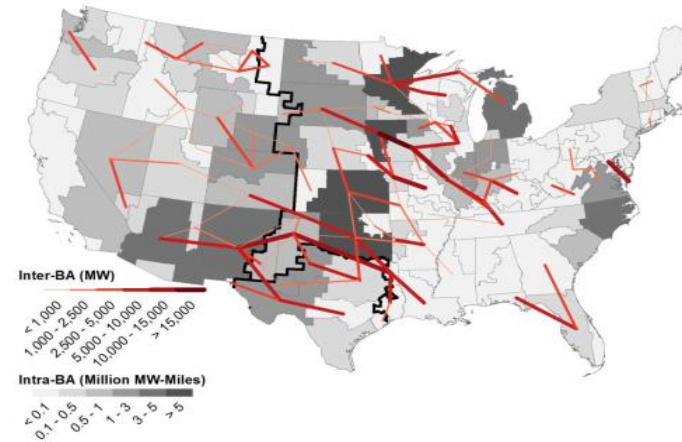 Inter-BA (MW)
< 1,000
1,000 - 2,500
2,500 - 5,000
5,000 - 10,000
10,000 - 15,000
> 15,000
Intra-BA (Million MW-Miles)
< 0.1
0.1 - 0.5
0.5 - 1
1 - 3
3 - 5
> 5